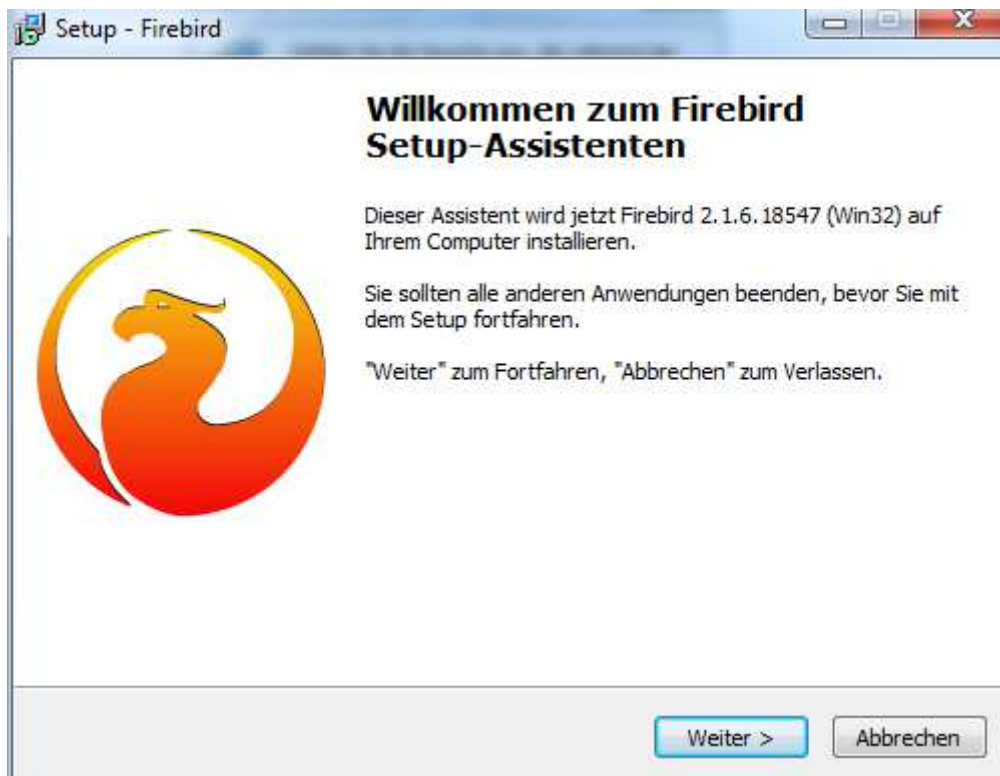 Setup - Firebird
Willkommen zum Firebird
Setup-Assistenten
Dieser Assistent wird jetzt Firebird 2.1.6.18547 (Win32) auf
Ihrem Computer installieren.
Sie sollten alle anderen Anwendungen beenden, bevor Sie mit
dem Setup fortfahren.
"Weiter" zum Fortfahren, "Abbrechen" zum Verlassen.
Weiter >
Abbrechen